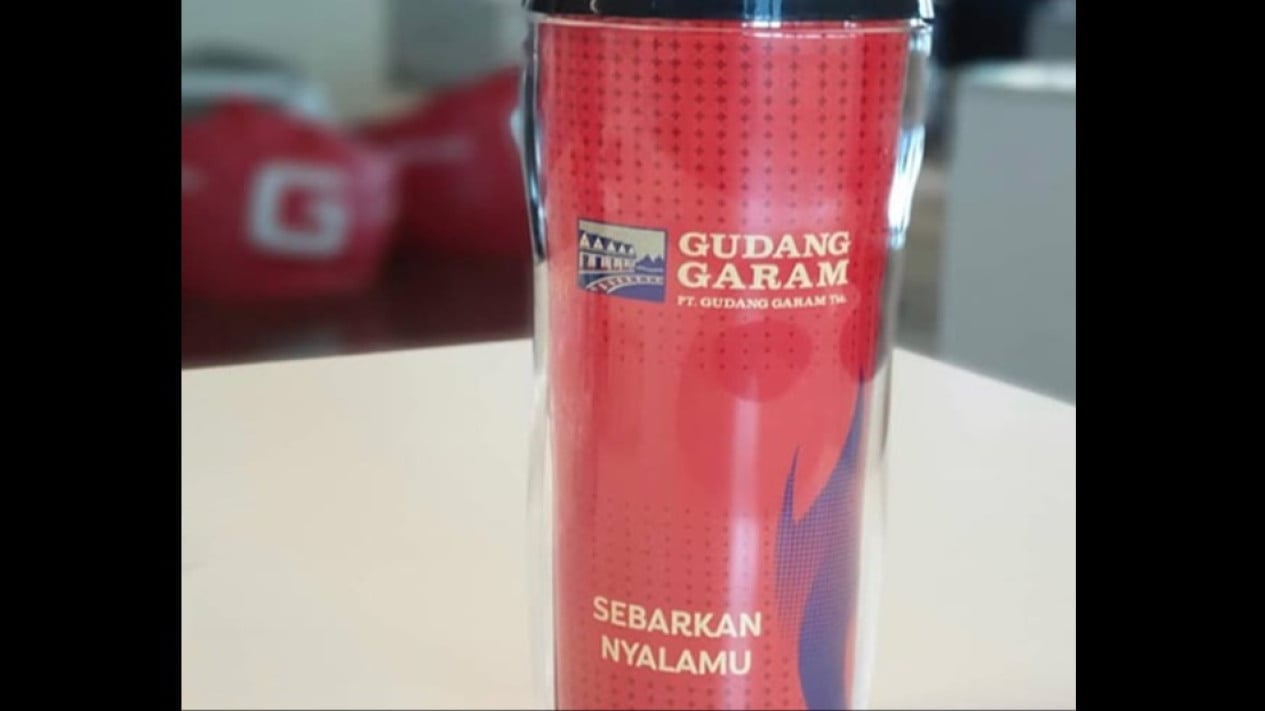 G
GUDANG
GARAM
PT. GUDANG GARAM Tbk.
SEBARKAN
NYALAMU